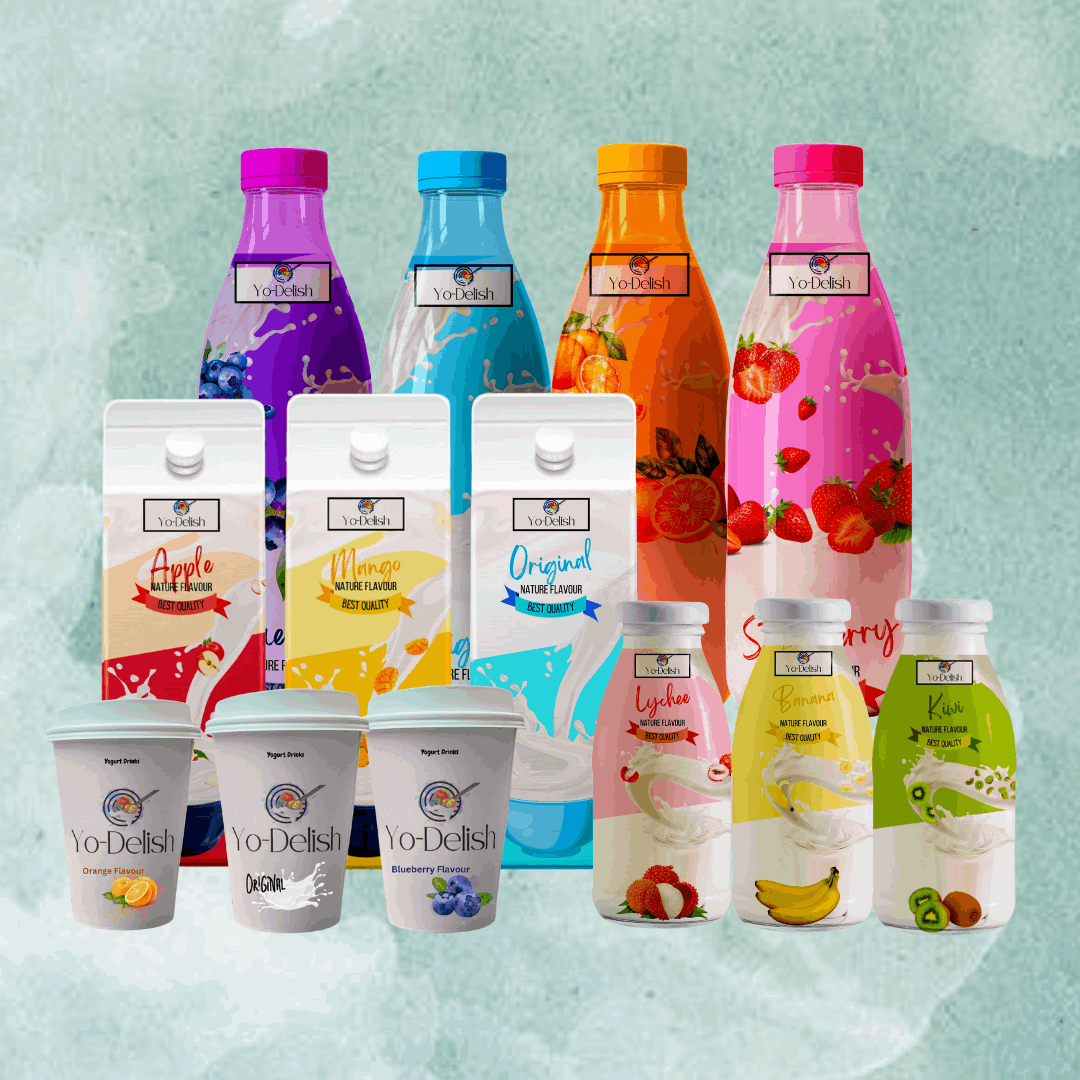 Yo-Delish
Yo-Delish
Yo-Delish
Yo-Delish
Yo-Delish
Apple
NATURE FLAVOUR
BEST QUALITY
Yo-Delish
Mango
NATURE FLAVOUR
BEST QUALITY
Yo-Delish
Original
NATURE FLAVOUR
BEST QUALITY
Yo-Delish
Lychee
NATURE FLAVOUR
BEST QUALITY
Yo-Delish
Banana
NATURE FLAVOUR
BEST QUALITY
Yo-Delish
Kiwi
NATURE FLAVOUR
BEST QUALITY
Yogurt Drinks
Yo-Delish
Orange Flavour
Yogurt Drinks
Yo-Delish
ORIGINAL
Yogurt Drinks
Yo-Delish
Blueberry Flavour